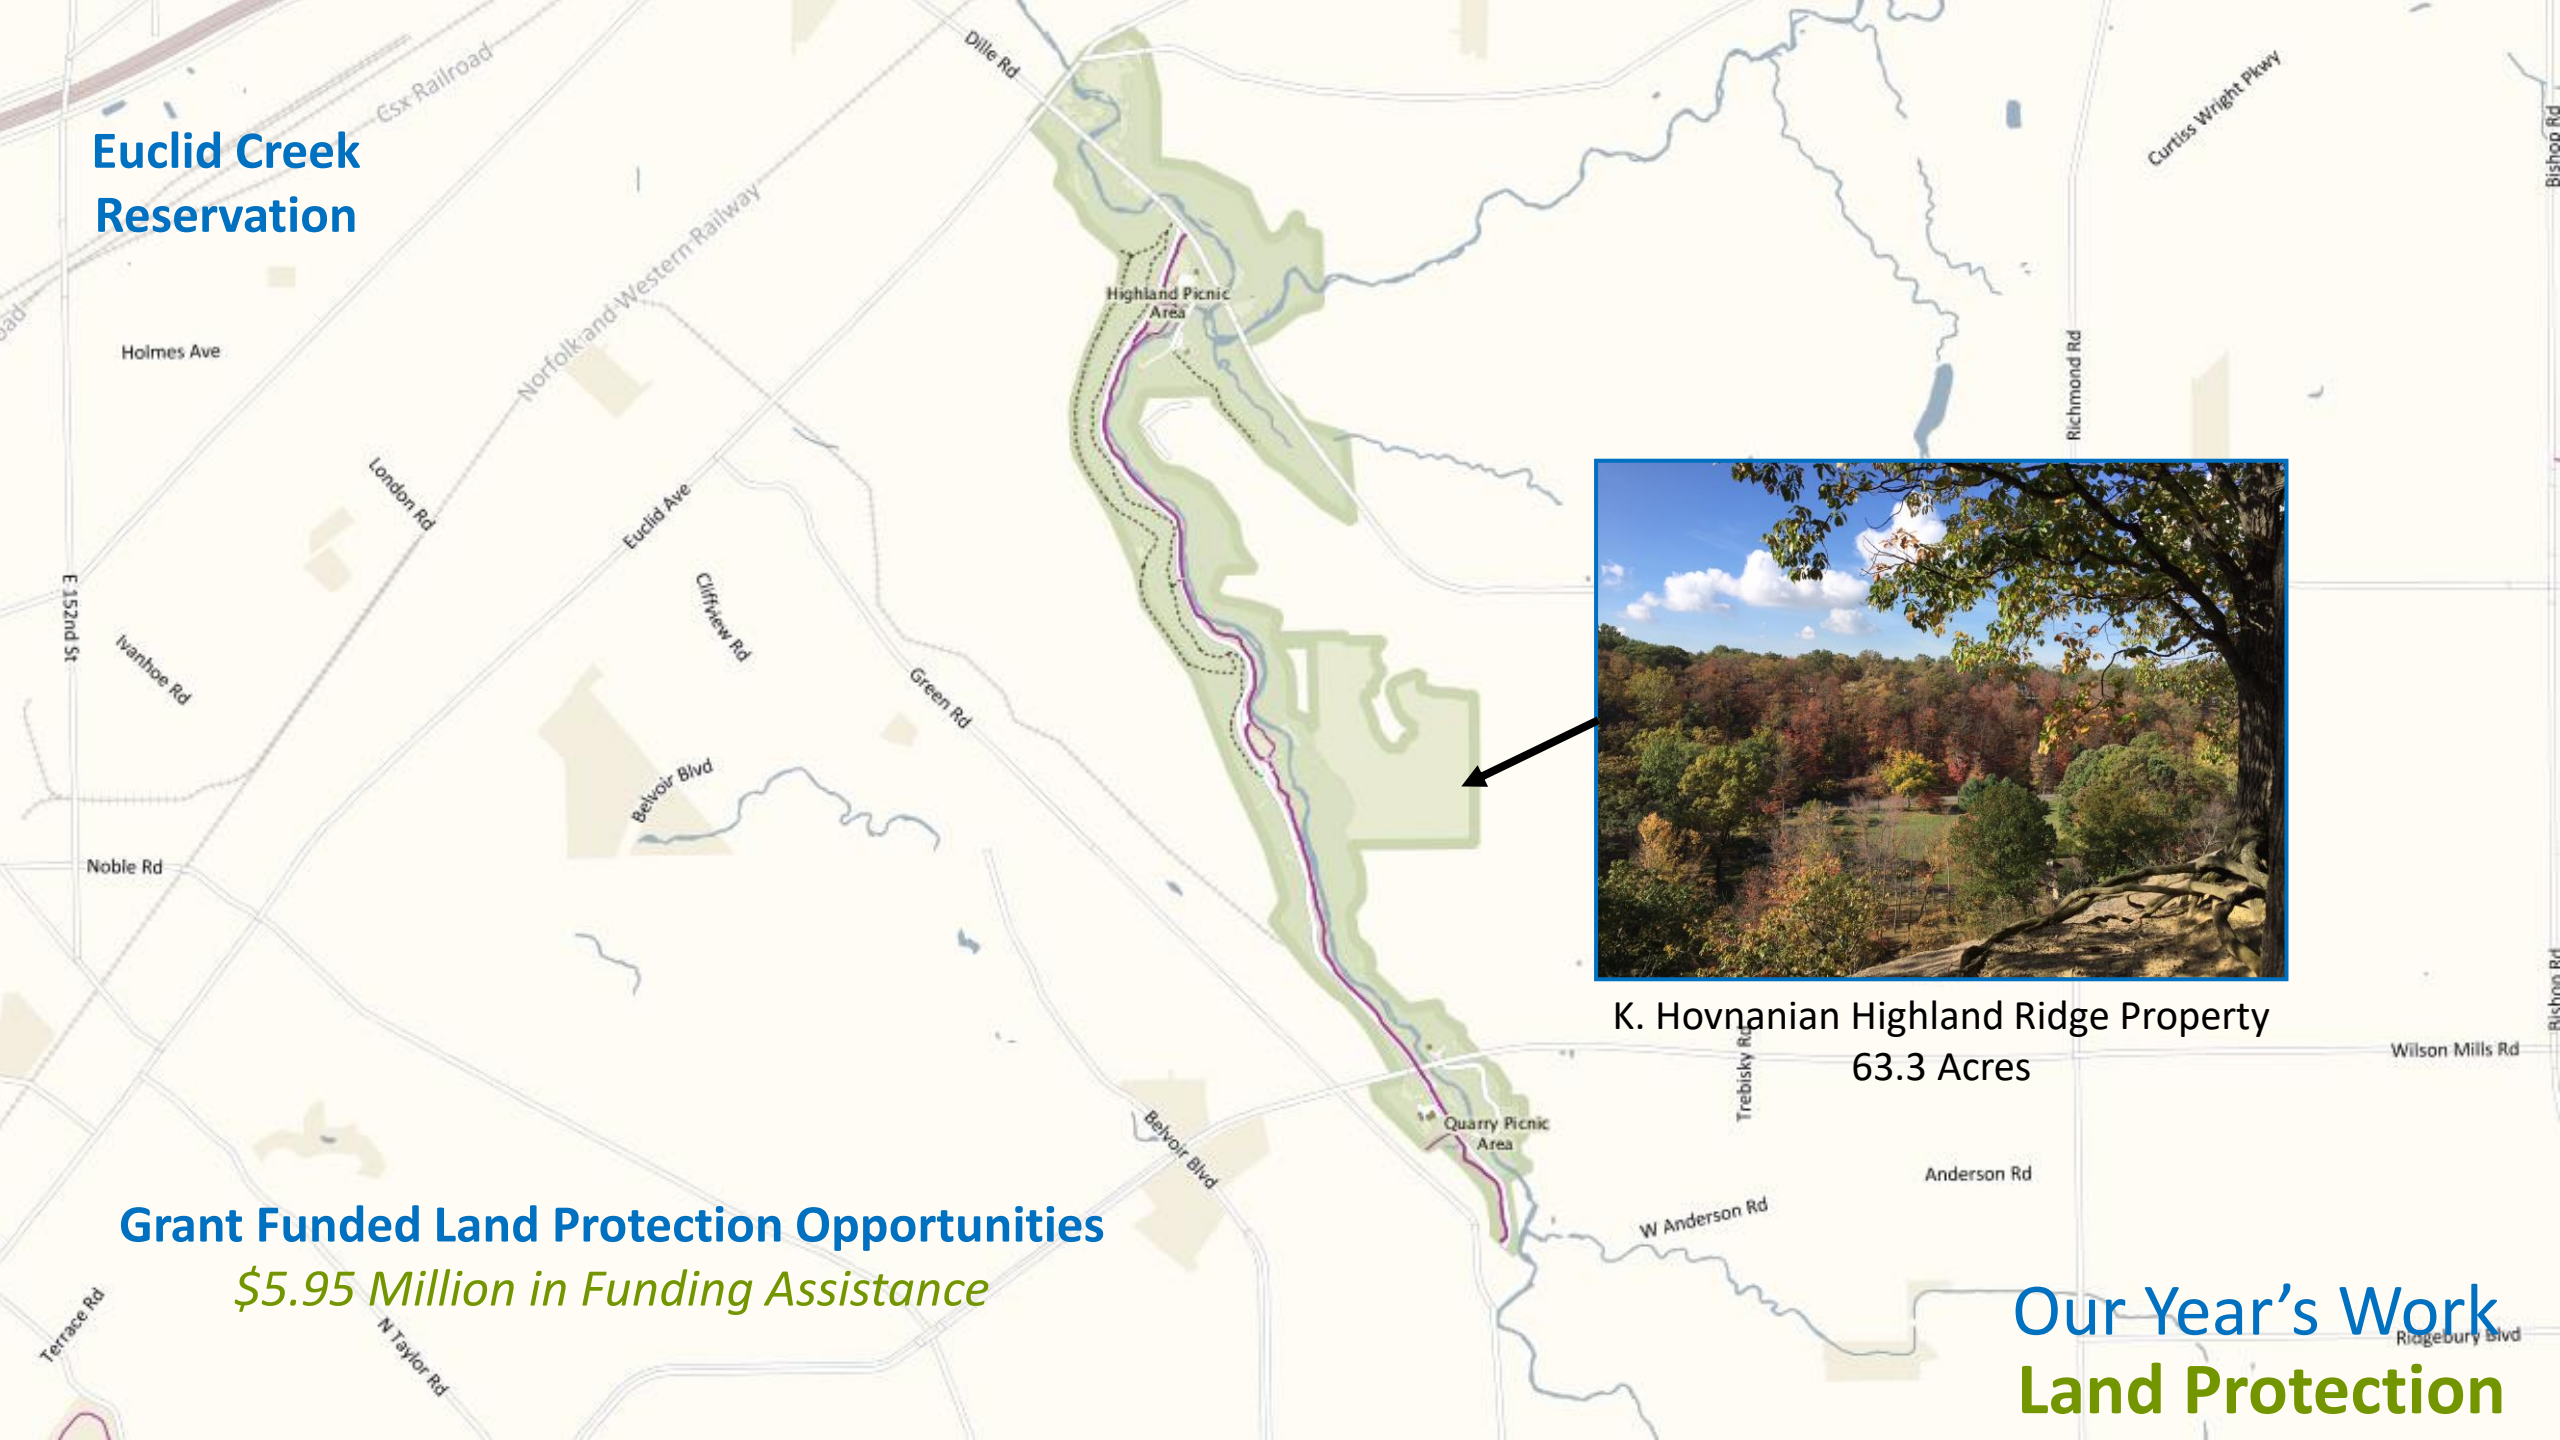 Dille Rd
Csx Railroad
Curtiss Wright Pkwy
Bishop Rd
Euclid Creek
Reservation
Norfolk and Western Railway
Highland Picnic
Area
oad
Holmes Ave
Richmond Rd
London Rd
Euclid Ave
E 152nd St
Cliffview Rd
Ivanhoe Rd
Green Rd
Belvoir Blvd
Noble Rd
K. Hovnanian Highland Ridge Property
63.3 Acres
Bishop Rd
Wilson Mills Rd
Trebisky Rd
Quarry Picnic
Area
Belvoir Blvd
Anderson Rd
W Anderson Rd
Grant Funded Land Protection Opportunities
$5.95 Million in Funding Assistance
Terrace Rd
N Taylor Rd
Our Year’s Work
Ridgebury Blvd
Land Protection